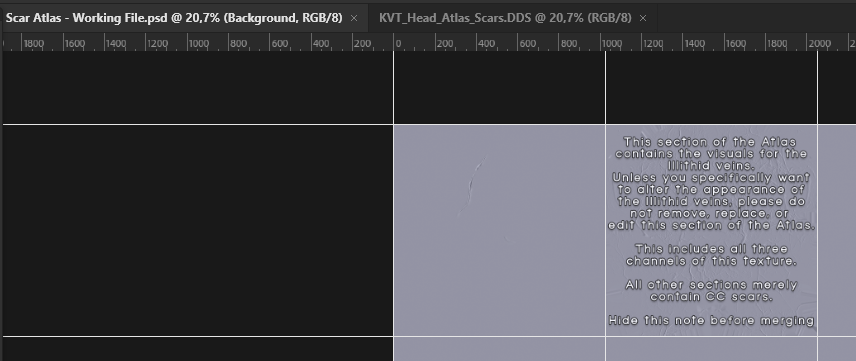 Scar Atlas - Working File.psd @ 20,7% (Background, RGB/8) × KVT_Head_Atlas_Scars.DDS @ 20,7% (RGB/8) ×
1800 1600 1400 1200 1000 800 600 400 200 0 200 400 600 800 1000 1200 1400 1600 1800 2000
This section of the Atlas
contains the visuals for the
Illithid veins.
Unless you specifically want
to alter the appearance of
the Illithid veins, please do
not remove, replace, or
edit this section of the Atlas.
This includes all three
channels of this texture.
All other sections merely
contain CC scars.
Hide this note before merging